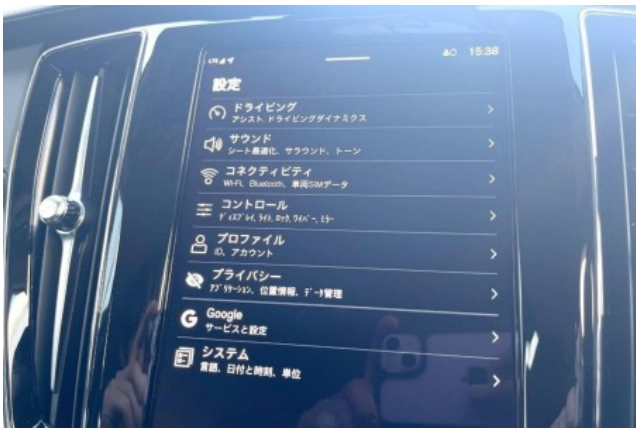 LTE
15:38
設定
ドライビング
アシスト、ドライビングダイナミクス
サウンド
シート最適化、サラウンド、トーン
コネクティビティ
Wi-Fi、Bluetooth、車両SIMデータ
コントロール
ディスプレイ、ライト、ロック、ワイパー、ミラー
プロファイル
ID、アカウント
プライバシー
アプリケーション、位置情報、データ管理
Google
サービスと設定
システム
言語、日付と時刻、単位